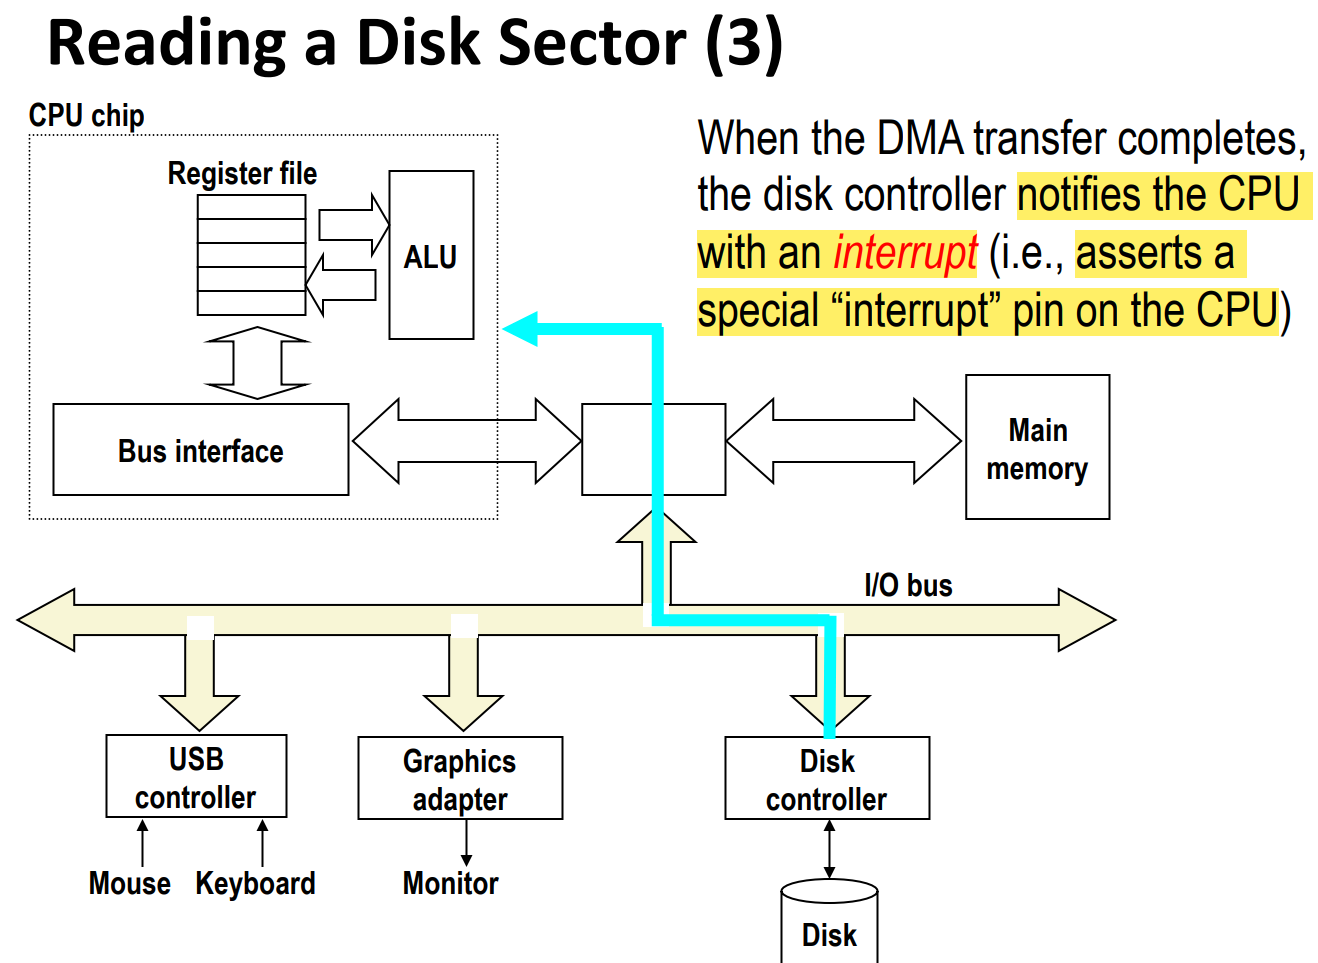 Reading a Disk Sector (3)
CPU chip
When the DMA transfer completes,
the disk controller notifies the CPU
with an interrupt (i.e., asserts a
special “interrupt” pin on the CPU)
Register file
ALU
Bus interface
Main
memory
I/O bus
USB
controller
Graphics
adapter
Disk
controller
Mouse
Keyboard
Monitor
Disk